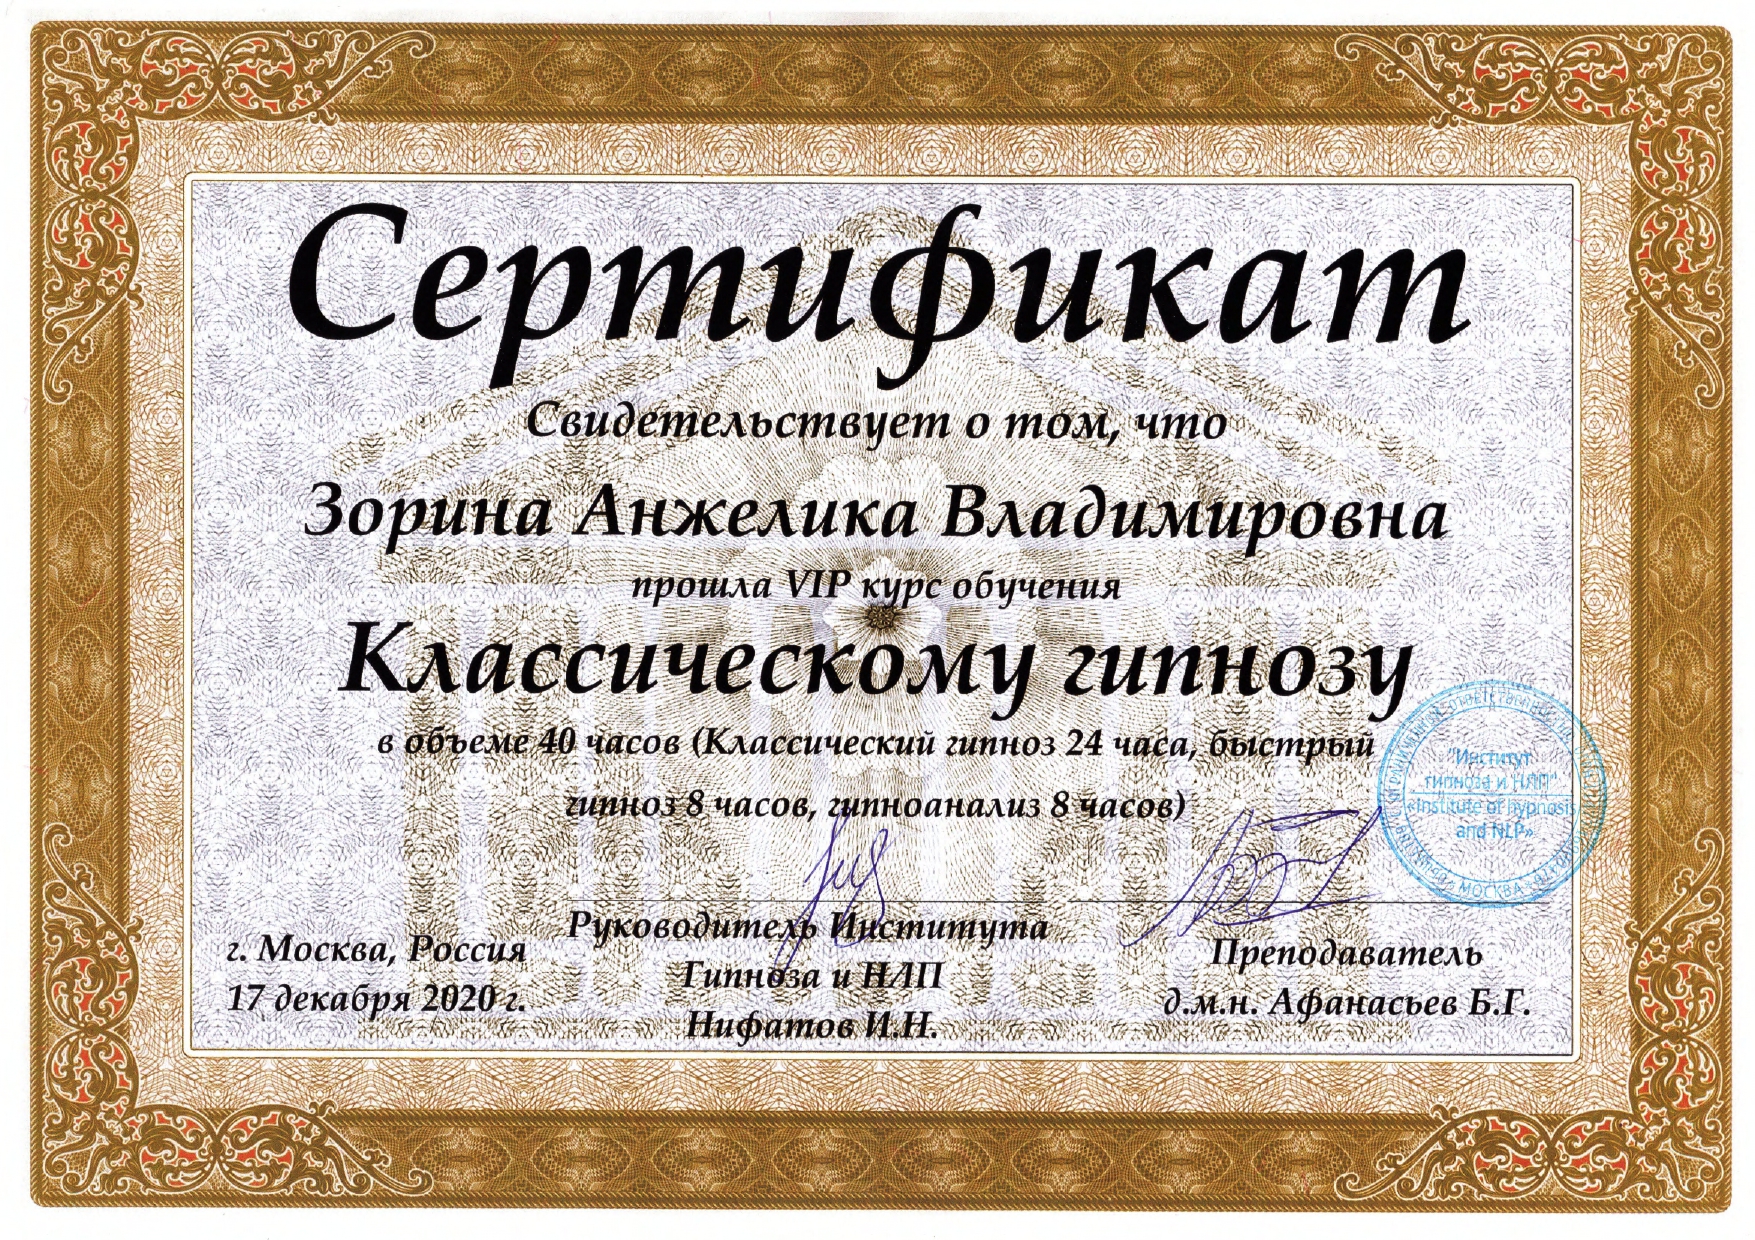 Сертификат
Свидетельствует о том, что
Зорина Анжелика Владимировна
прошла VIP курс обучения
Классическому гипнозу
в объеме 40 часов (Классический гипноз 24 часа, быстрый
гипноз 8 часов, гипноанализ 8 часов)
"Институт
гипноза и НЛП"
«Institute of hypnosis
and NLP»
МОСКВА
г. Москва, Россия
17 декабря 2020 г.
Руководитель Института
Гипноза и НЛП
Нифатов И.Н.
Преподаватель
д.м.н. Афанасьев Б.Г.